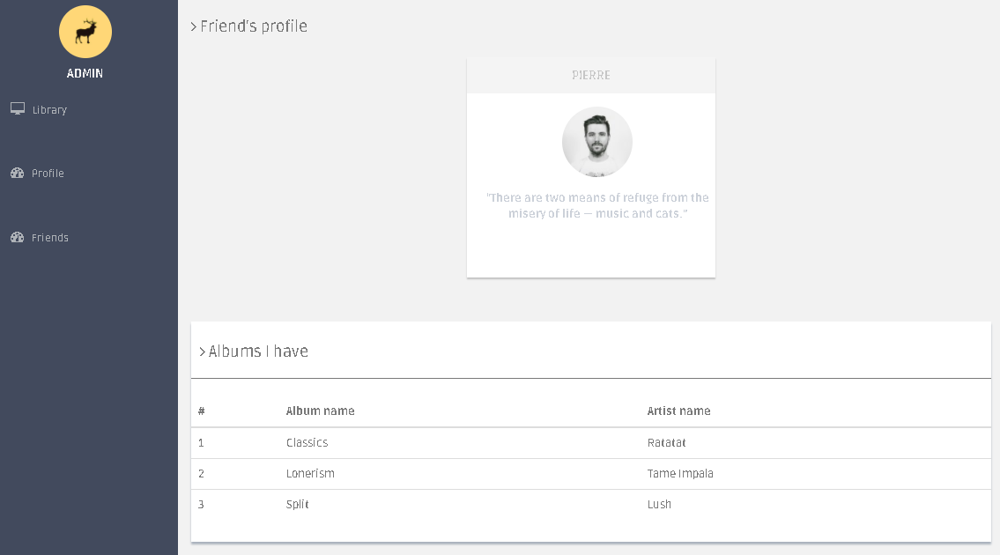 ADMIN
Library
Profile
Friends
> Friend's profile
PIERRE
"There are two means of refuge from the
misery of life — music and cats."
> Albums I have
# Album name Artist name
1 Classics Ratatat
2 Lonerism Tame Impala
3 Split Lush